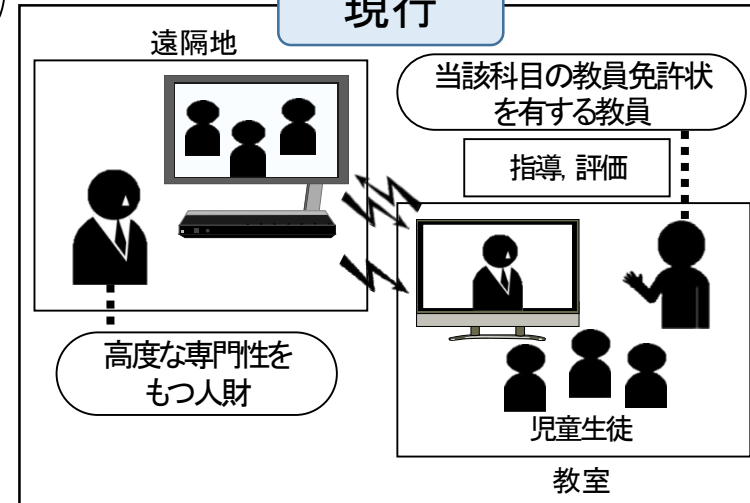 現行
遠隔地
当該科目の教員免許状
を有する教員
指導, 評価
高度な専門性を
もつ人財
児童生徒
教室